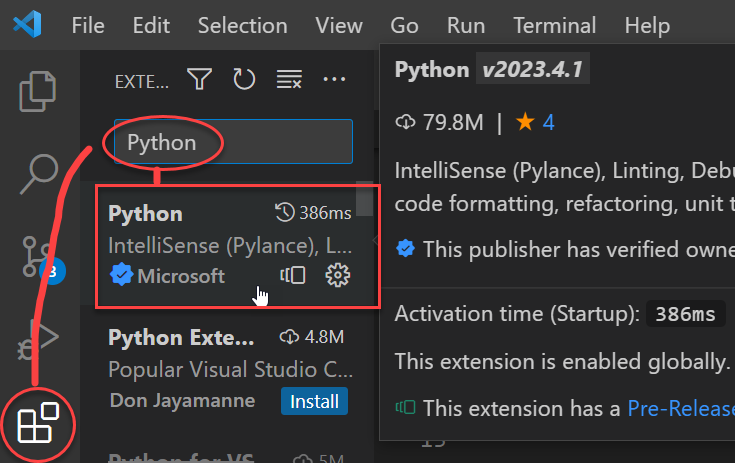 File Edit Selection View Go Run Terminal Help
EXTE...
Python
Python 386ms
IntelliSense (Pylance), L...
Microsoft
Python Exte... 4.8M
Popular Visual Studio C...
Don Jayamanne Install
Python for VS 5M
3
Python v2023.4.1
79.8M | 4
IntelliSense (Pylance), Linting, Debu
code formatting, refactoring, unit t
This publisher has verified owne
Activation time (Startup): 386ms
This extension is enabled globally.
This extension has a Pre-Release
15